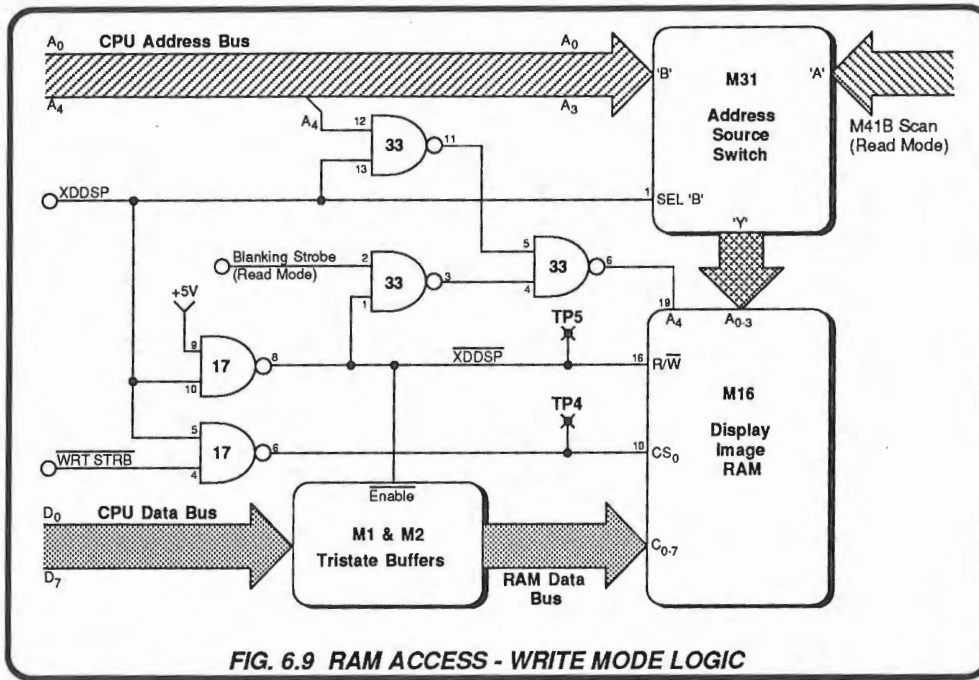 A0 CPU Address Bus A0
A4 A3
'B' M31 'A'
Address
Source
Switch
M41B Scan
(Read Mode)
A4 12 11
33
13
XDDSP
1 SEL 'B'
'Y'
Blanking Strobe 2
(Read Mode)
33 3
1
5
33 6
4
19
A4 A0-3
+5V
TP5
9
17 8
10
XDDSP
16 R/W
M16
Display
Image
RAM
TP4
5
17 6
4
WRT STRB
10 CS0
Enable
D0 CPU Data Bus
D7
M1 & M2
Tristate Buffers
RAM Data
Bus
C0-7
FIG. 6.9 RAM ACCESS - WRITE MODE LOGIC